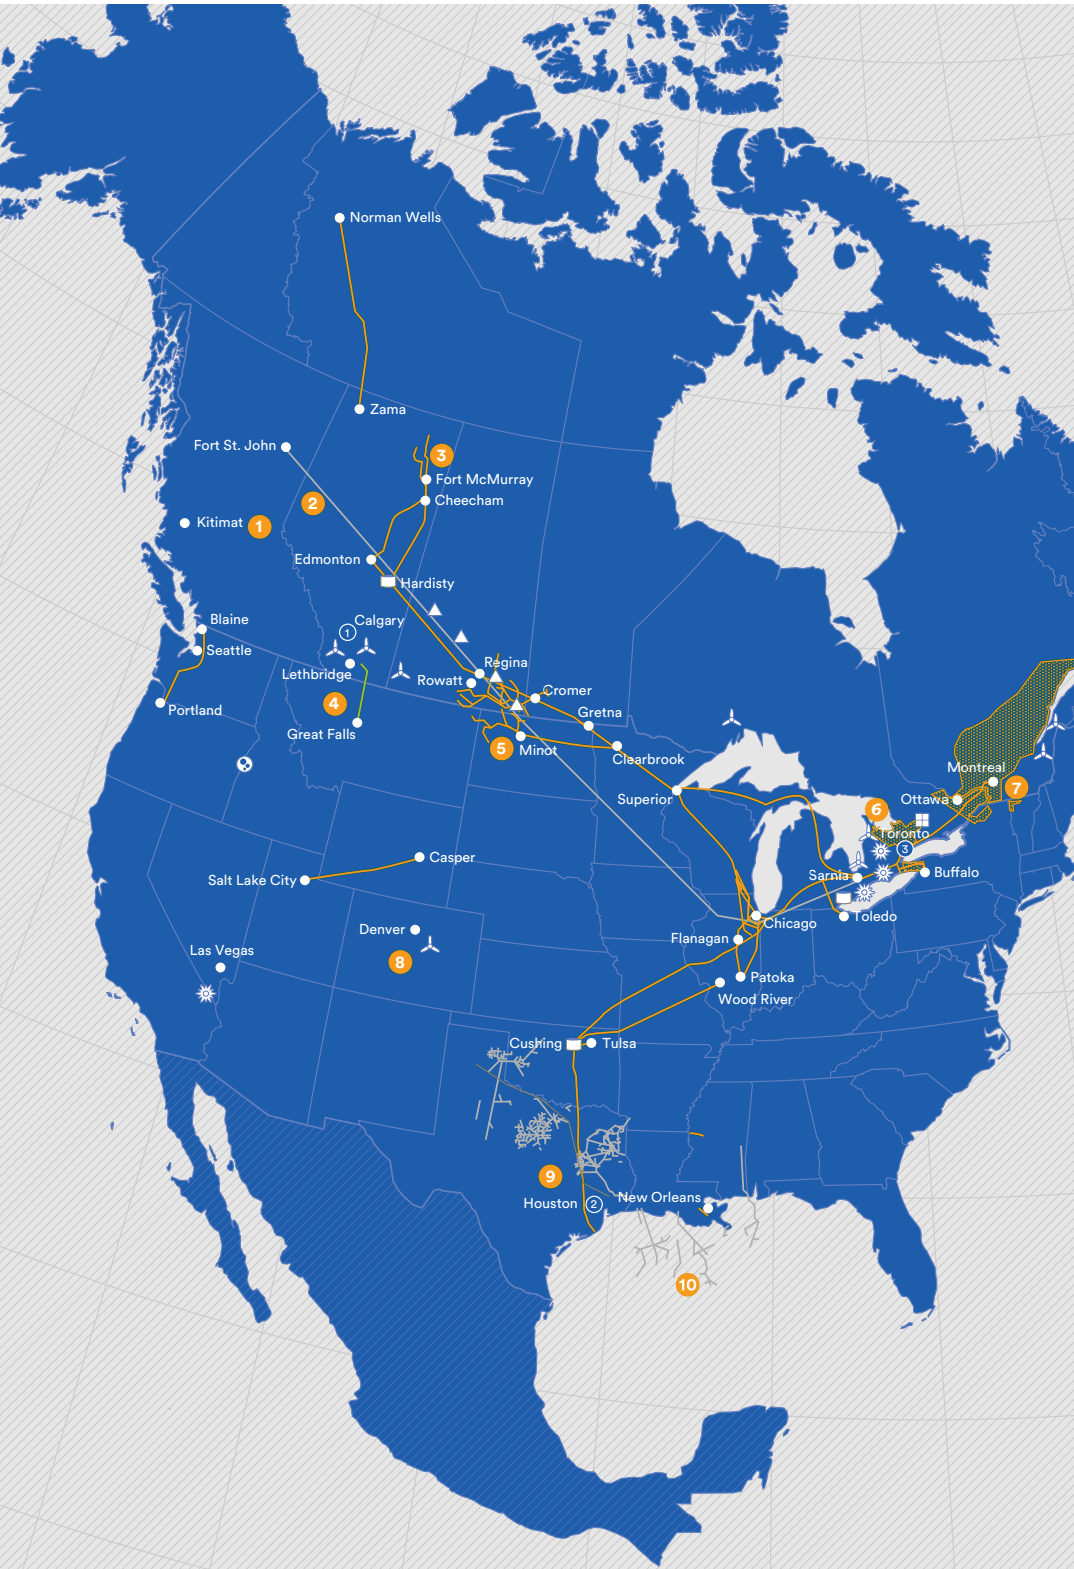 Norman Wells
Zama
Fort St. John
3
Fort McMurray
2
Cheecham
Kitimat 1
Edmonton
Hardisty
Blaine
1 Calgary
Seattle
Regina
Lethbridge
Rowatt
Cromer
4
Portland
Gretna
Great Falls
5 Minot
Clearbrook
Montreal
7
Superior
Ottawa
6
Toronto
3
Casper
Sarnia
Buffalo
Salt Lake City
Toledo
Chicago
Denver
Flanagan
Las Vegas
8
Patoka
Wood River
Cushing
Tulsa
9
Houston 2
New Orleans
10